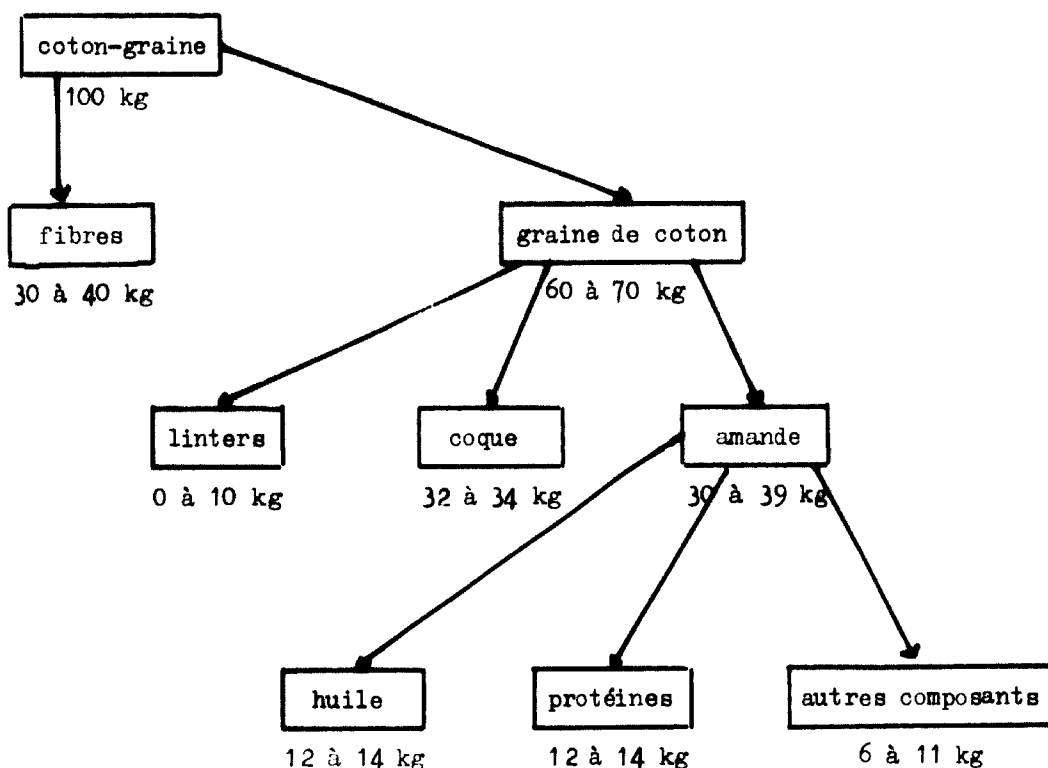 coton-graine
100 kg
fibres
30 à 40 kg
graine de coton
60 à 70 kg
linters
0 à 10 kg
coque
32 à 34 kg
amande
30 à 39 kg
huile
12 à 14 kg
protéines
12 à 14 kg
autres composants
6 à 11 kg